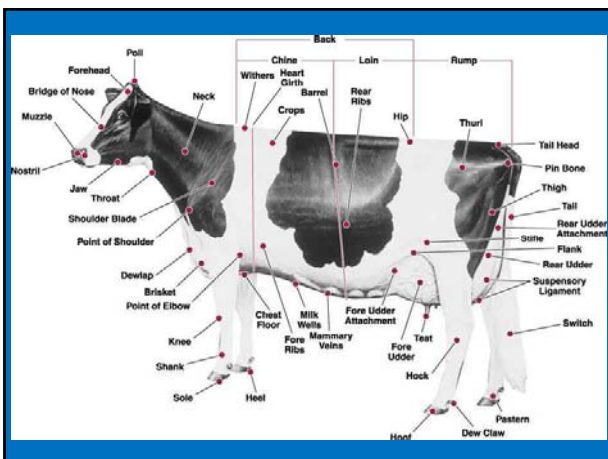 Back
Poll
Chine
Loin
Rump
Forehead
Withers
Heart
Girth
Rear
Ribs
Bridge of Nose
Neck
Barrel
Crops
Hip
Thurl
Muzzle
Tail Head
Nostril
Pin Bone
Jaw
Throat
Thigh
Shoulder Blade
Tail
Point of Shoulder
Rear Udder
Attachment
Stifle
Flank
Dewlap
Rear Udder
Brisket
Suspensory
Ligament
Point of Elbow
Chest
Floor
Milk
Wells
Fore Udder
Attachment
Mammary
Veins
Fore
Ribs
Fore
Udder
Teat
Switch
Knee
Shank
Hock
Sole
Heel
Pastern
Hoof
Dew Claw